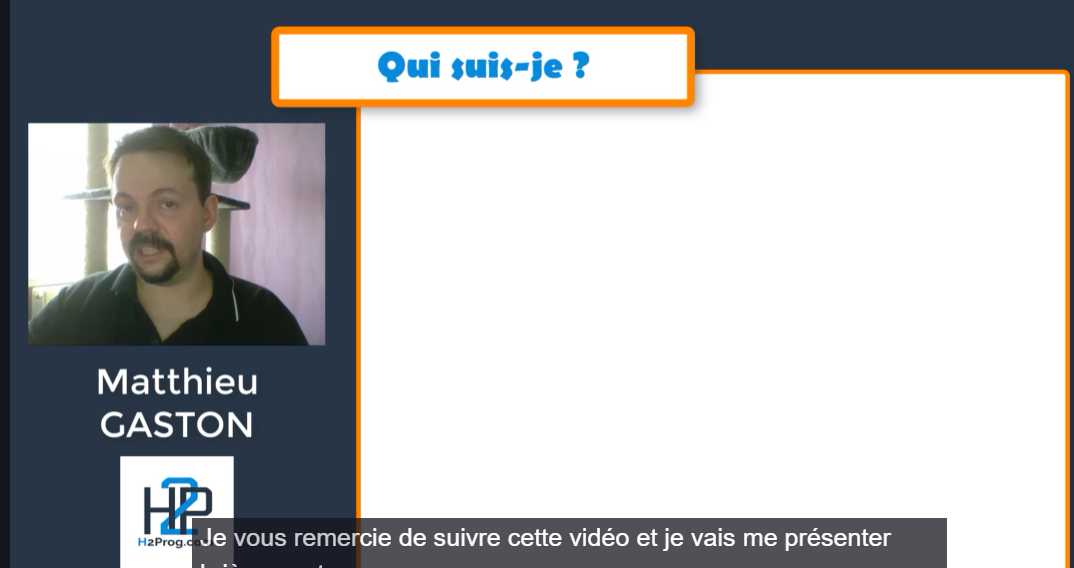 Qui suis-je ?
Matthieu
GASTON
H2P
Je vous remercie de suivre cette vidéo et je vais me présenter